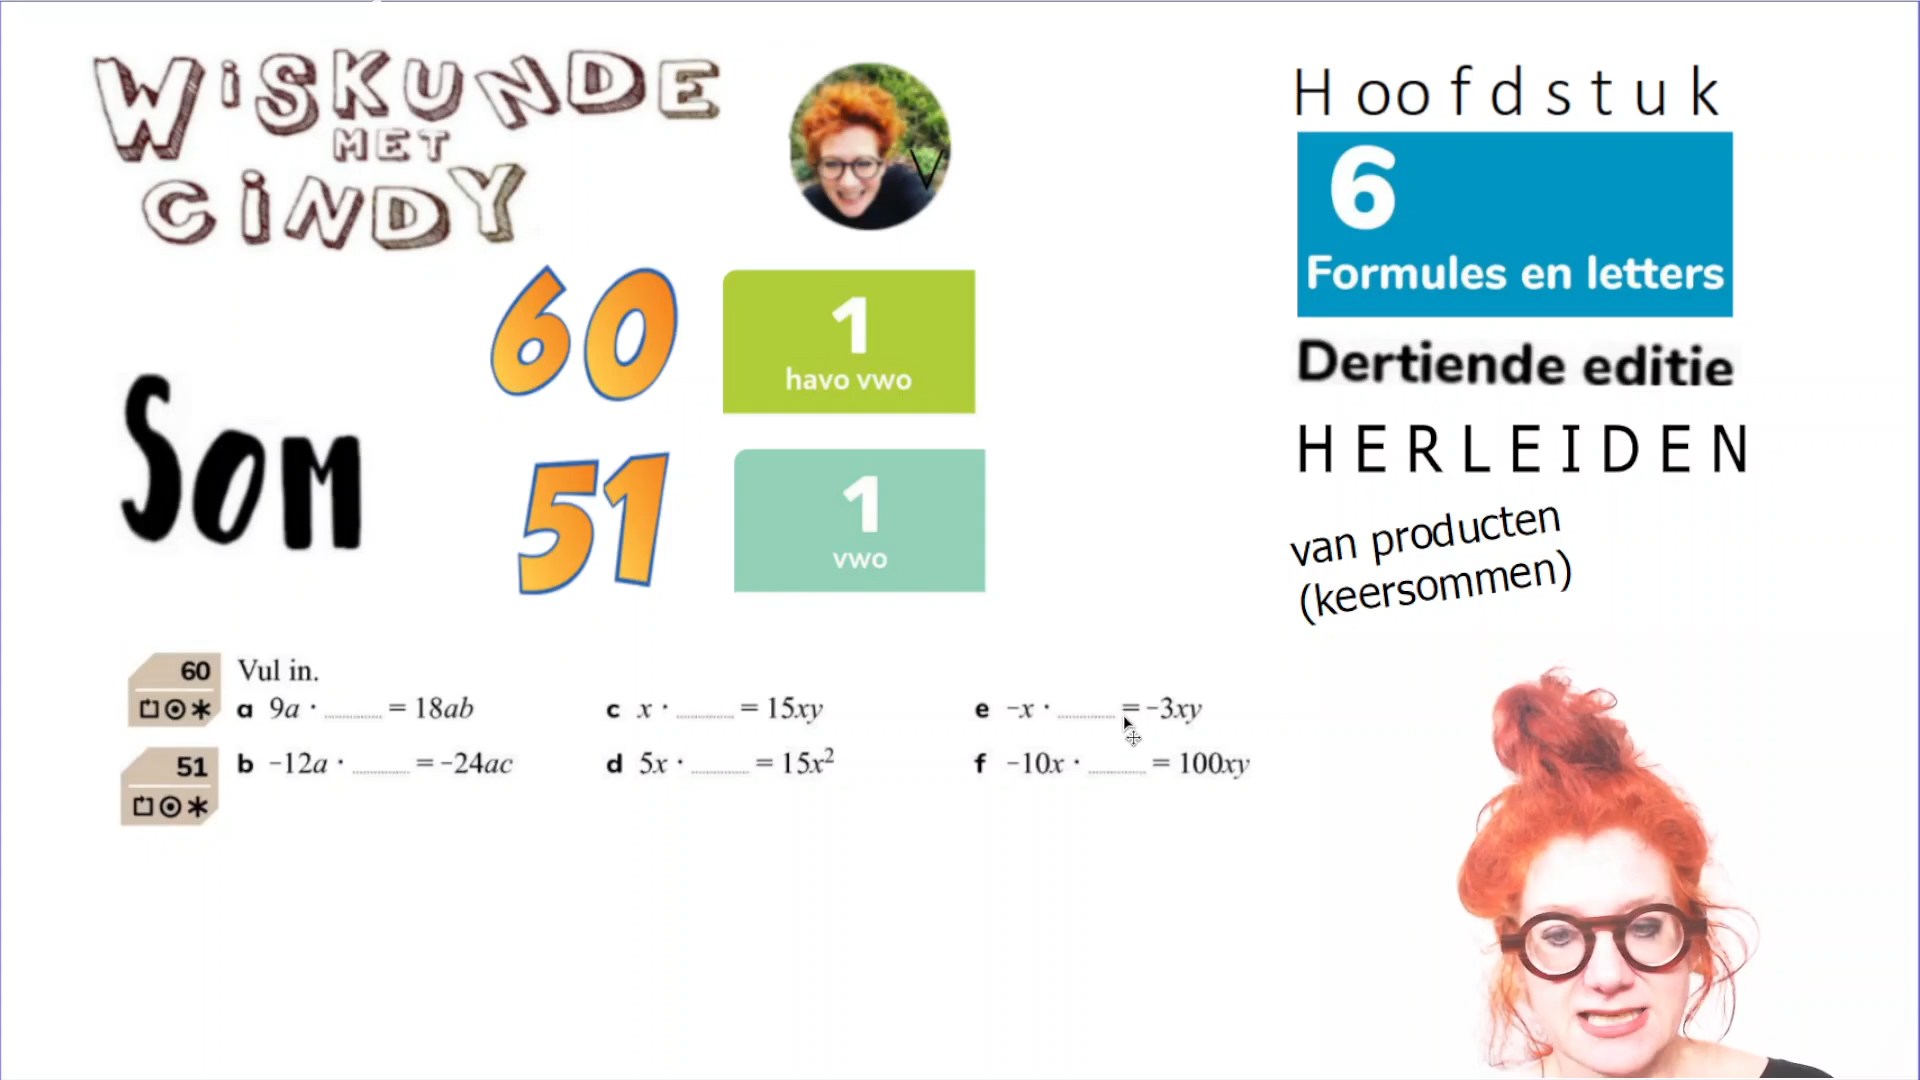 WiSKUNDE
MET
CiNDY
V
Hoofdstuk
6
Formules en letters
Dertiende editie
HERLEIDEN
van producten
(keersommen)
Som
60
1
havo vwo
51
1
vwo
60 Vul in.
a 9a · ........ = 18ab
c x · ........ = 15xy
e -x · ........ = -3xy
51
b -12a · ........ = -24ac
d 5x · ........ = 15x²
f -10x · ........ = 100xy